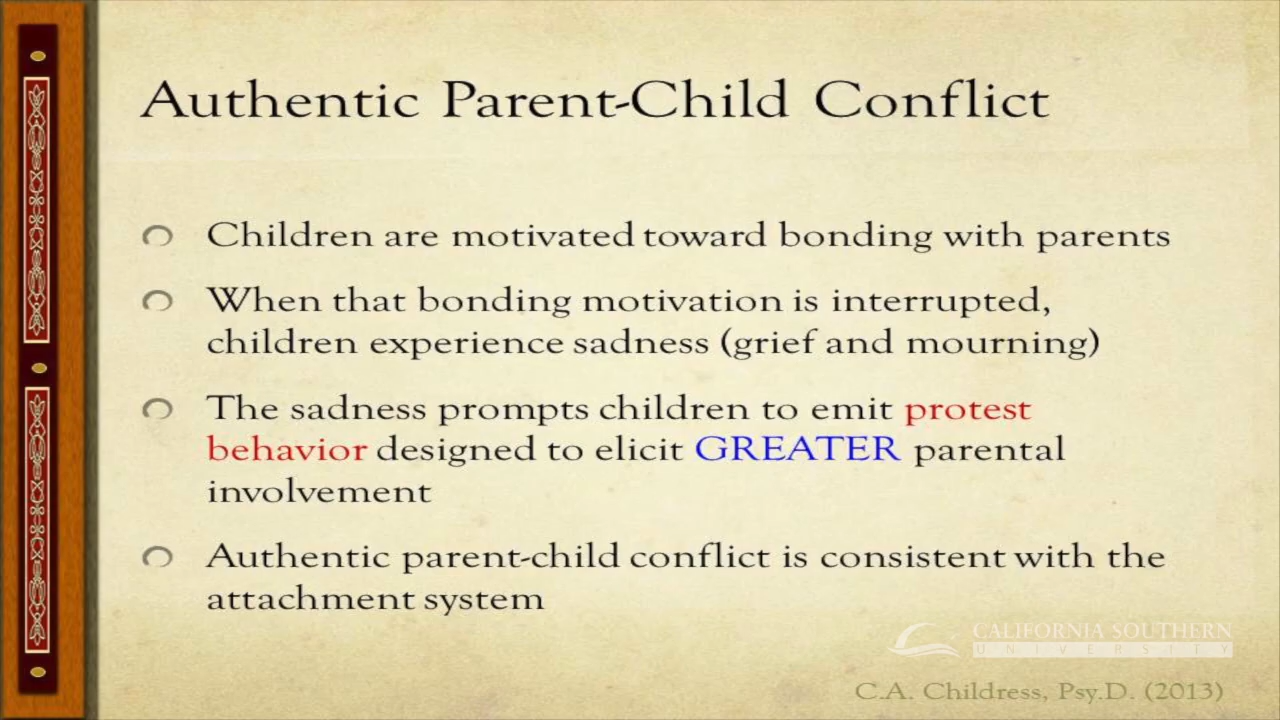 Authentic Parent-Child Conflict
Children are motivated toward bonding with parents
When that bonding motivation is interrupted,
children experience sadness (grief and mourning)
The sadness prompts children to emit protest
behavior designed to elicit GREATER parental
involvement
Authentic parent-child conflict is consistent with the
attachment system
CALIFORNIA SOUTHERN
UNIVERSITY
C.A. Childress, Psy.D. (2013)